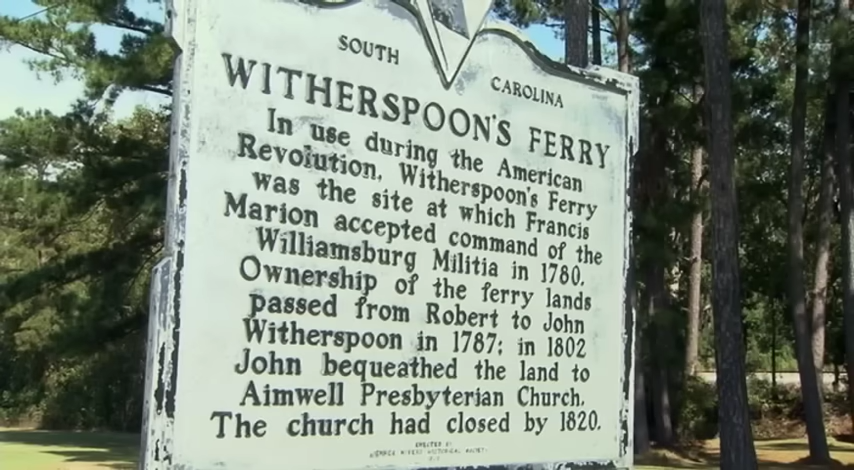 SOUTH CAROLINA
WITHERSPOON'S FERRY
In use during the American
Revolution, Witherspoon's Ferry
was the site at which Francis
Marion accepted command of the
Williamsburg Militia in 1780.
Ownership of the ferry lands
passed from Robert to John
Witherspoon in 1787; in 1802
John bequeathed the land to
Aimwell Presbyterian Church.
The church had closed by 1820.
ERECTED BY